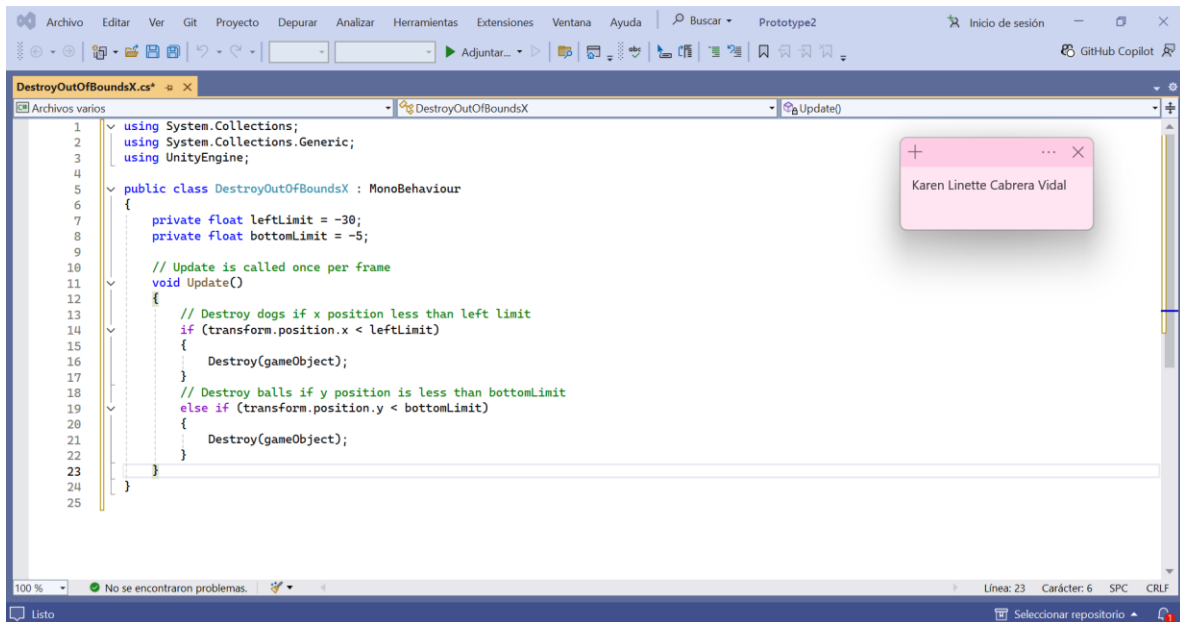 Archivo Editar Ver Git Proyecto Depurar Analizar Herramientas Extensiones Ventana Ayuda Buscar Prototype2 Inicio de sesión
Adjuntar... GitHub Copilot
DestroyOutOfBoundsX.cs*
Archivos varios DestroyOutOfBoundsX Update()
1 using System.Collections;
2 using System.Collections.Generic;
3 using UnityEngine;
4
5 public class DestroyOutOfBoundsX : MonoBehaviour
6 {
7 private float leftLimit = -30;
8 private float bottomLimit = -5;
9
10 // Update is called once per frame
11 void Update()
12 {
13 // Destroy dogs if x position less than left limit
14 if (transform.position.x < leftLimit)
15 {
16 Destroy(gameObject);
17 }
18 // Destroy balls if y position is less than bottomLimit
19 else if (transform.position.y < bottomLimit)
20 {
21 Destroy(gameObject);
22 }
23 }
24 }
25
Karen Linette Cabrera Vidal
100 % No se encontraron problemas. Línea: 23 Carácter: 6 SPC CRLF
Listo Seleccionar repositorio 1